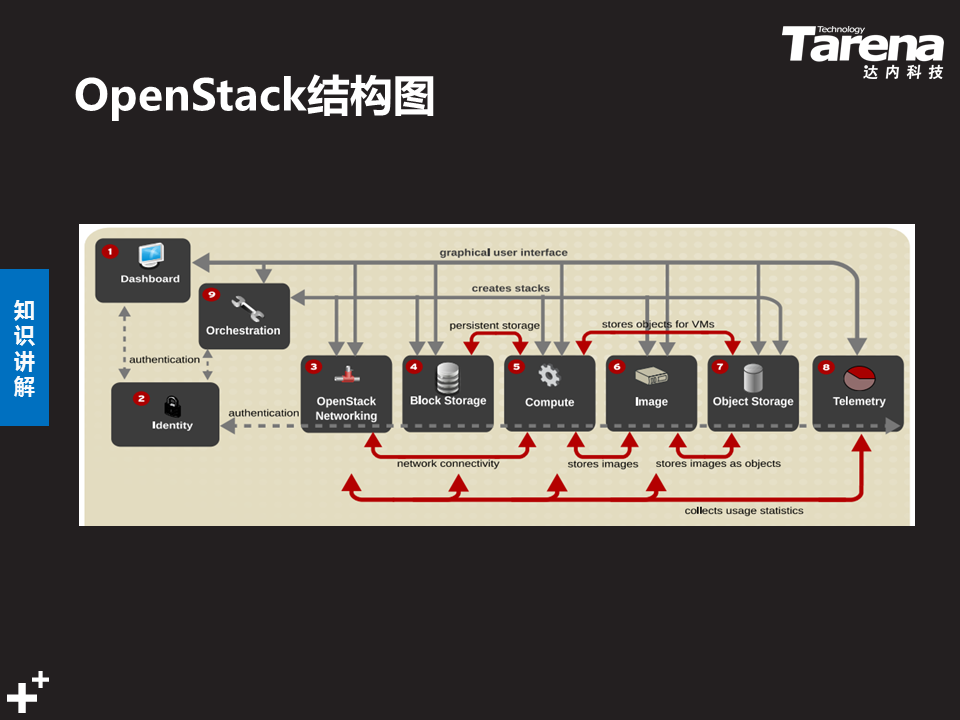 Technology
Tarena
达内科技
OpenStack结构图
知识讲解
1
Dashboard
graphical user interface
9
Orchestration
creates stacks
persistent storage
stores objects for VMs
authentication
2
Identity
authentication
3
OpenStack
Networking
4
Block Storage
5
Compute
6
Image
7
Object Storage
8
Telemetry
network connectivity
stores images
stores images as objects
collects usage statistics